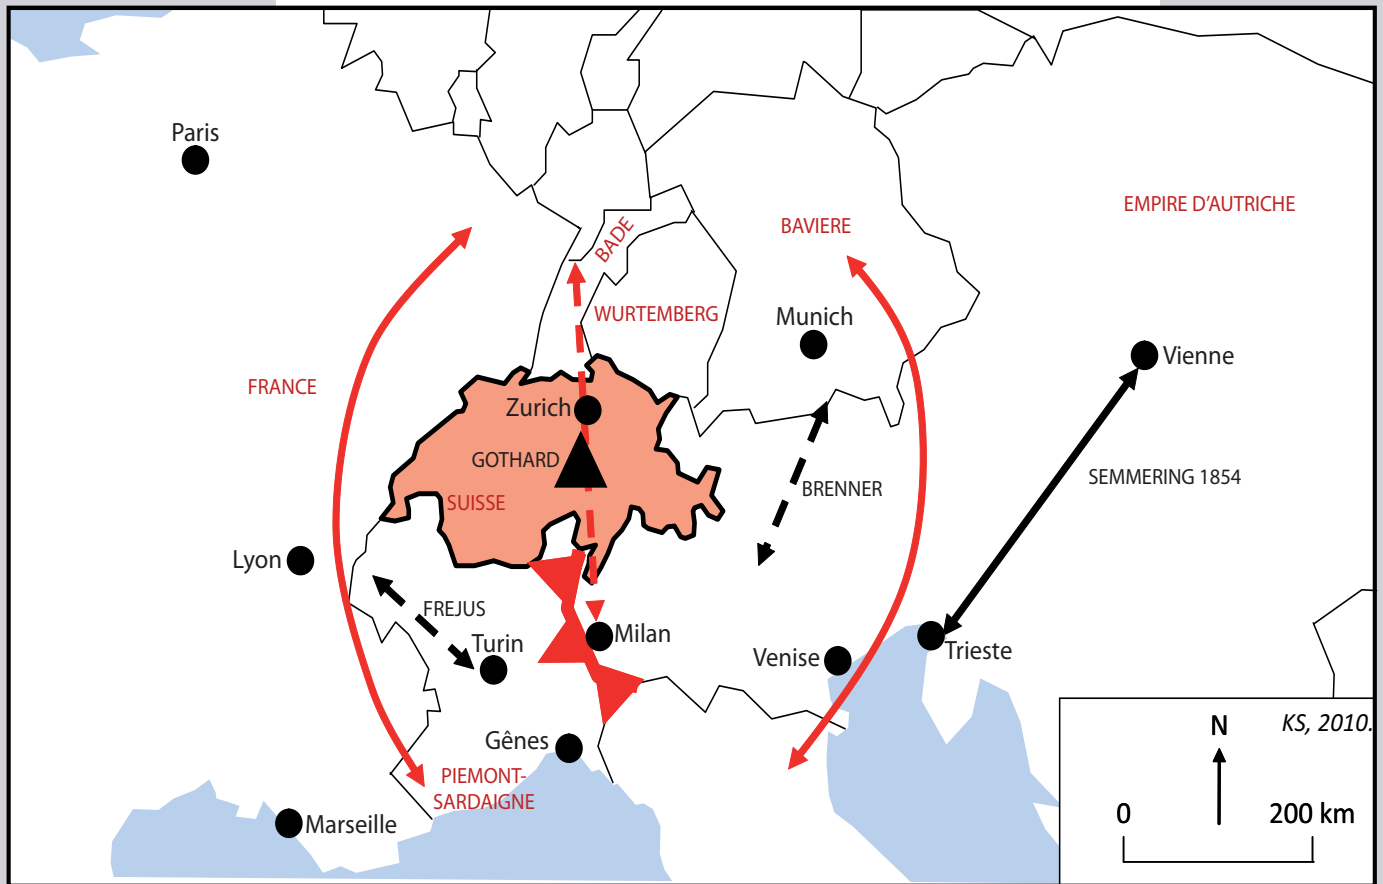 Paris
EMPIRE D'AUTRICHE
BAVIERE
BADE
WURTEMBERG
Munich
Vienne
FRANCE
Zurich
GOTHARD
SUISSE
BRENNER
SEMMERING 1854
Lyon
FREJUS
Turin
Milan
Venise
Trieste
Gênes
PIEMONT-
SARDAIGNE
Marseille
KS, 2010.
N
0
200 km